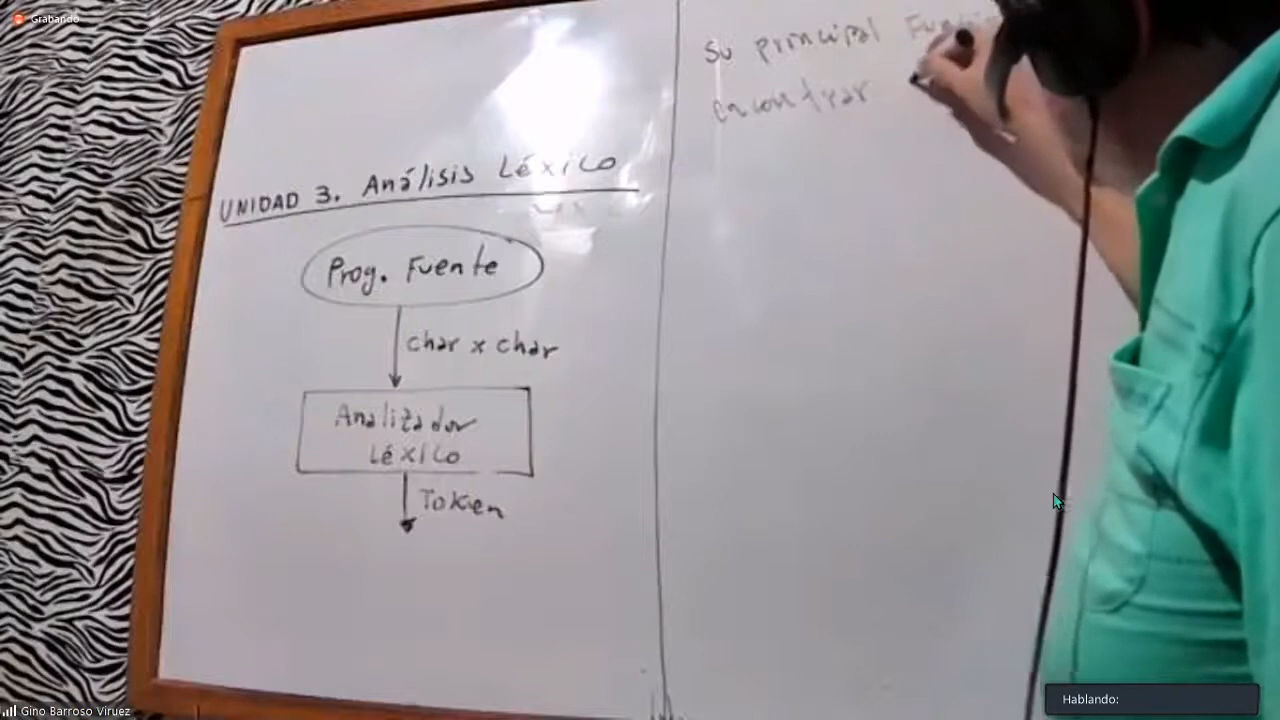 Grabando
UNIDAD 3. Análisis Léxico
Prog. Fuente
char x char
Analizador
Léxico
Token
su principal
encontrar
Gino Barroso Viruez
Hablando: